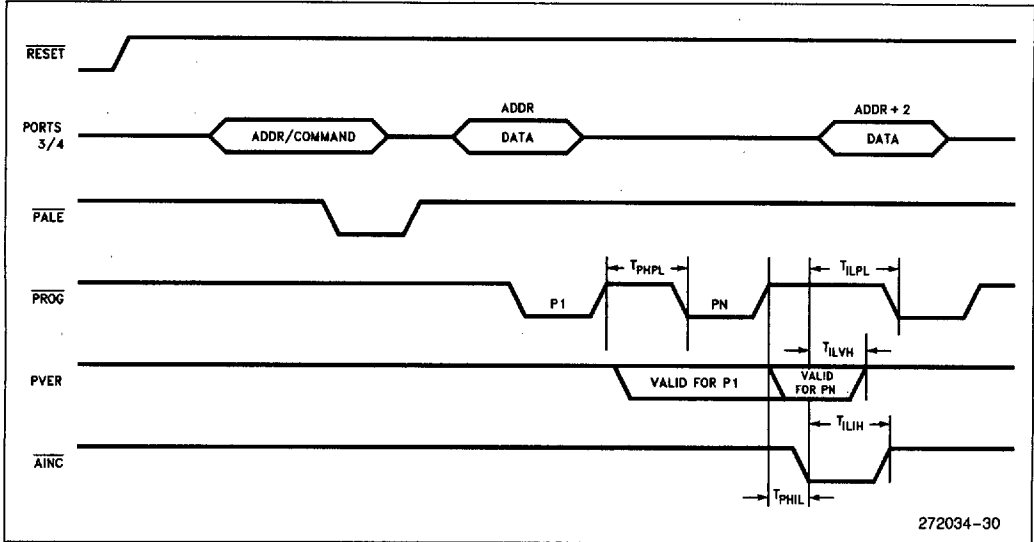 RESET
PORTS 3/4
ADDR/COMMAND
ADDR
DATA
ADDR + 2
DATA
PALE
PROG
P1
TPHPL
PN
TILPL
TILVH
PVER
VALID FOR P1
VALID FOR PN
TILIH
AINC
TPHIL
272034-30